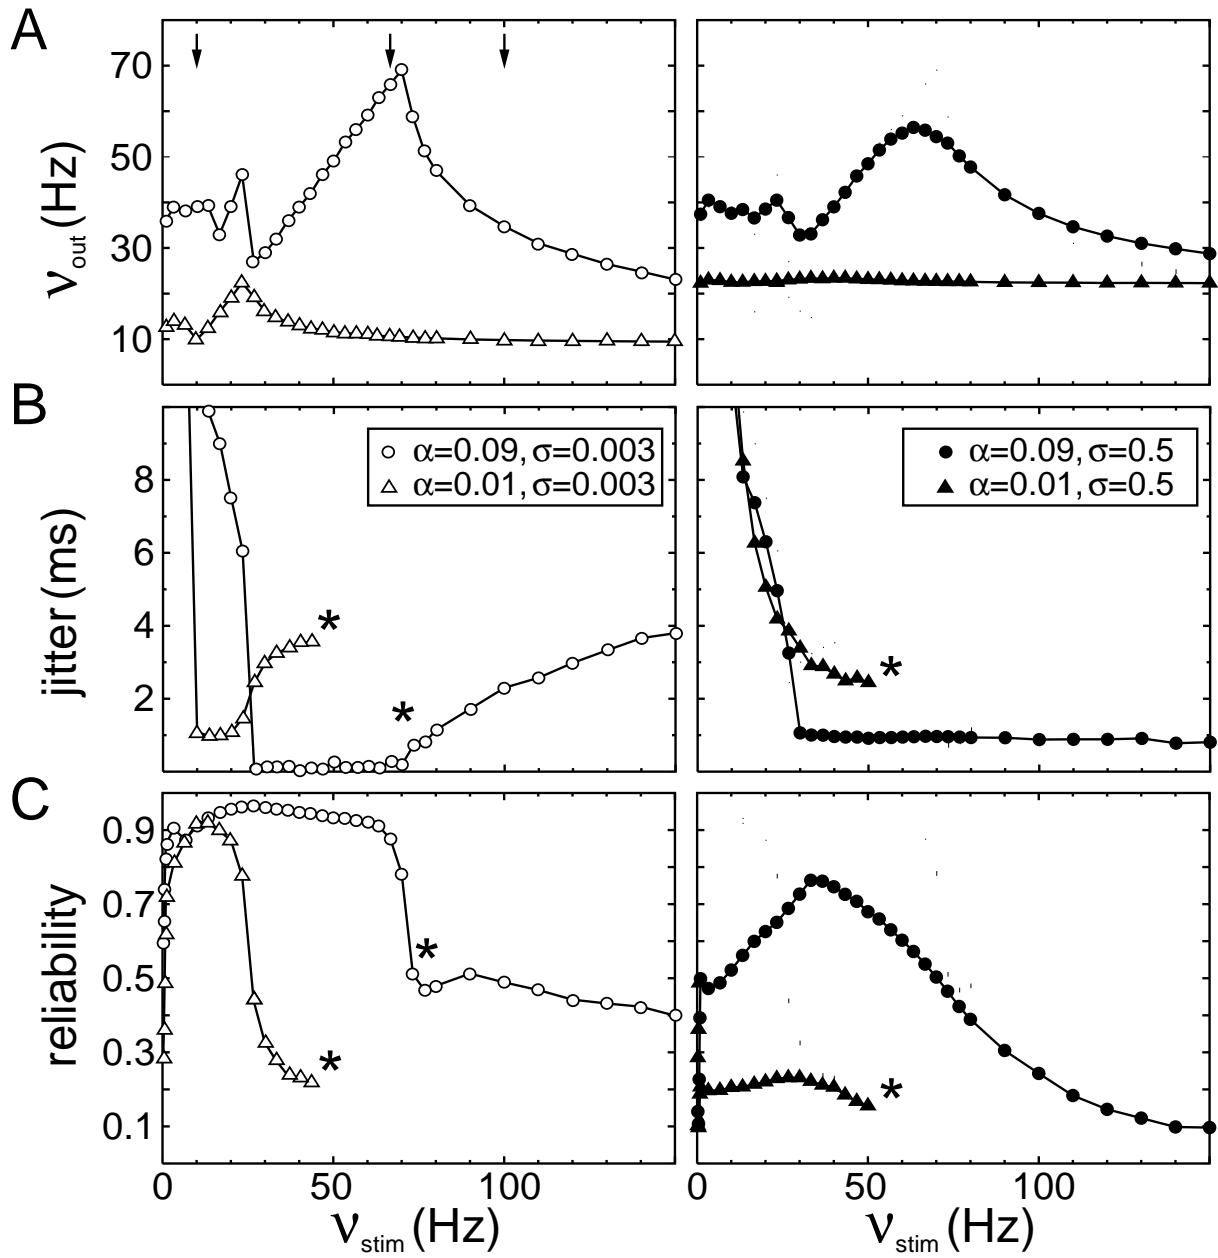 A
70
50
30
10
ν_out (Hz)
B
8
6
4
2
jitter (ms)
α=0.09, σ=0.003
α=0.01, σ=0.003
*
*
α=0.09, σ=0.5
α=0.01, σ=0.5
*
C
0.9
0.7
0.5
0.3
0.1
reliability
*
*
*
0 50 100
0 50 100
ν_stim (Hz)
ν_stim (Hz)